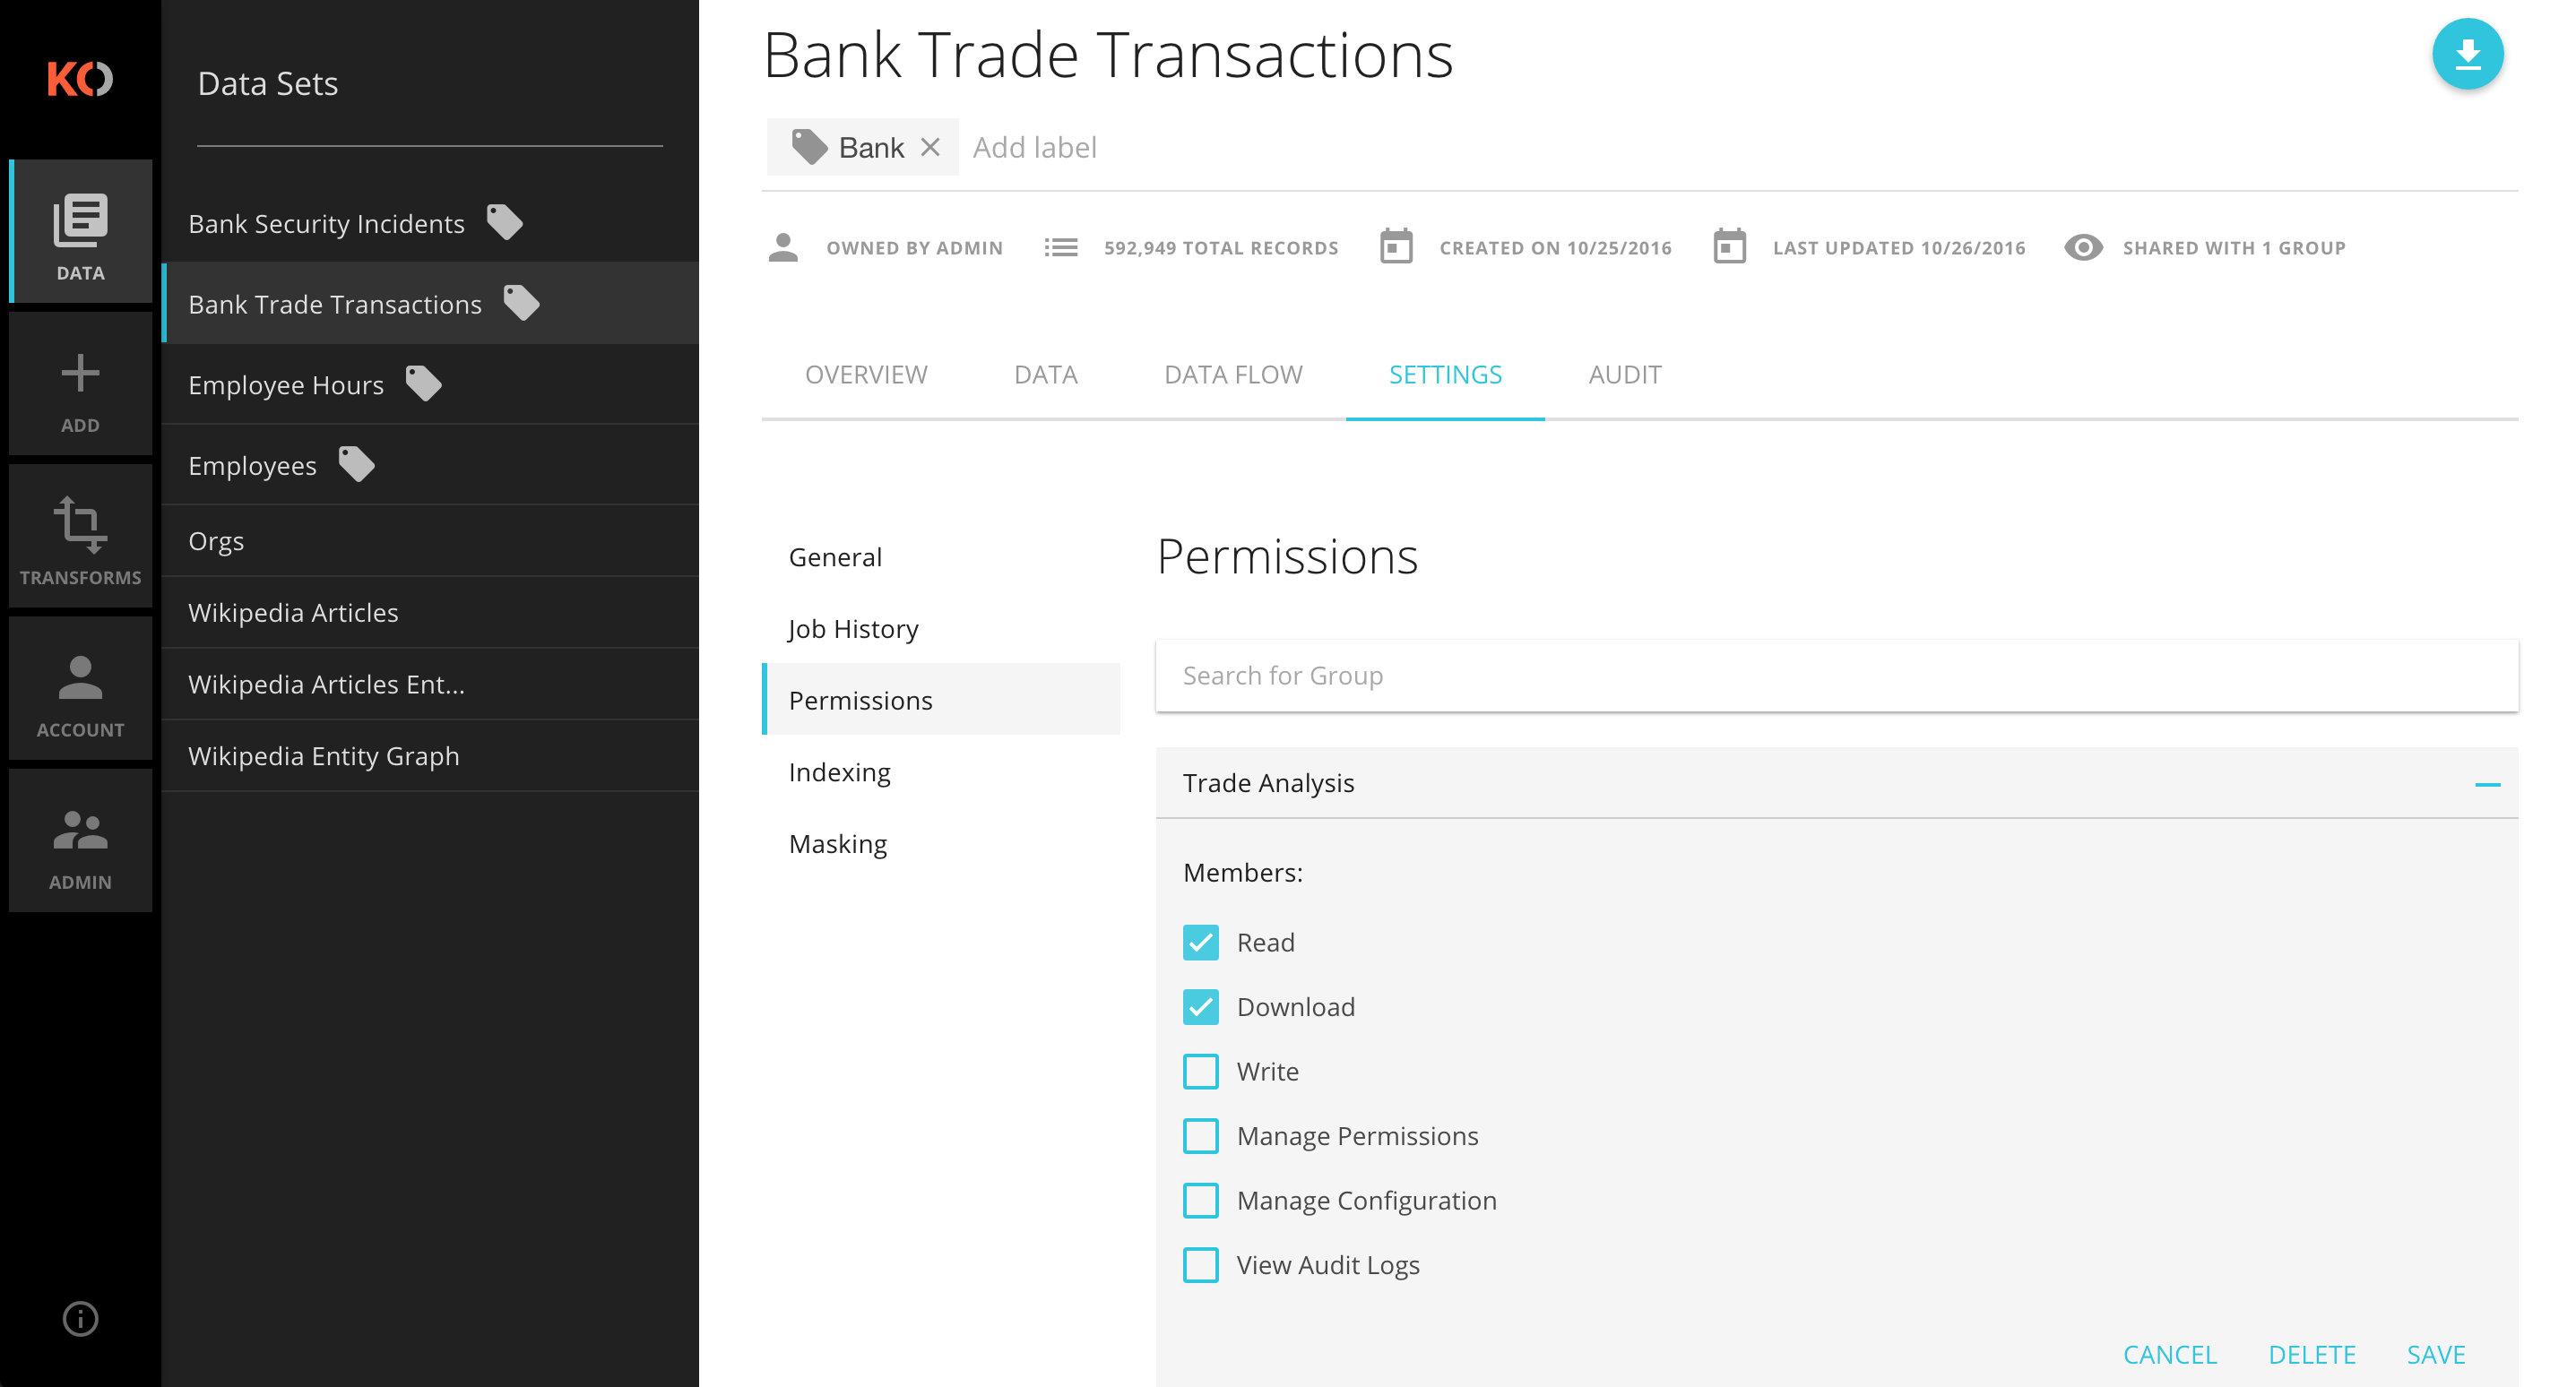 KO
DATA
ADD
TRANSFORMS
ACCOUNT
ADMIN
Data Sets
Bank Security Incidents
Bank Trade Transactions
Employee Hours
Employees
Orgs
Wikipedia Articles
Wikipedia Articles Ent...
Wikipedia Entity Graph
Bank Trade Transactions
Bank Add label
OWNED BY ADMIN 592,949 TOTAL RECORDS CREATED ON 10/25/2016 LAST UPDATED 10/26/2016 SHARED WITH 1 GROUP
OVERVIEW DATA DATA FLOW SETTINGS AUDIT
General
Job History
Permissions
Indexing
Masking
Permissions
Search for Group
Trade Analysis
Members:
Read
Download
Write
Manage Permissions
Manage Configuration
View Audit Logs
CANCEL DELETE SAVE